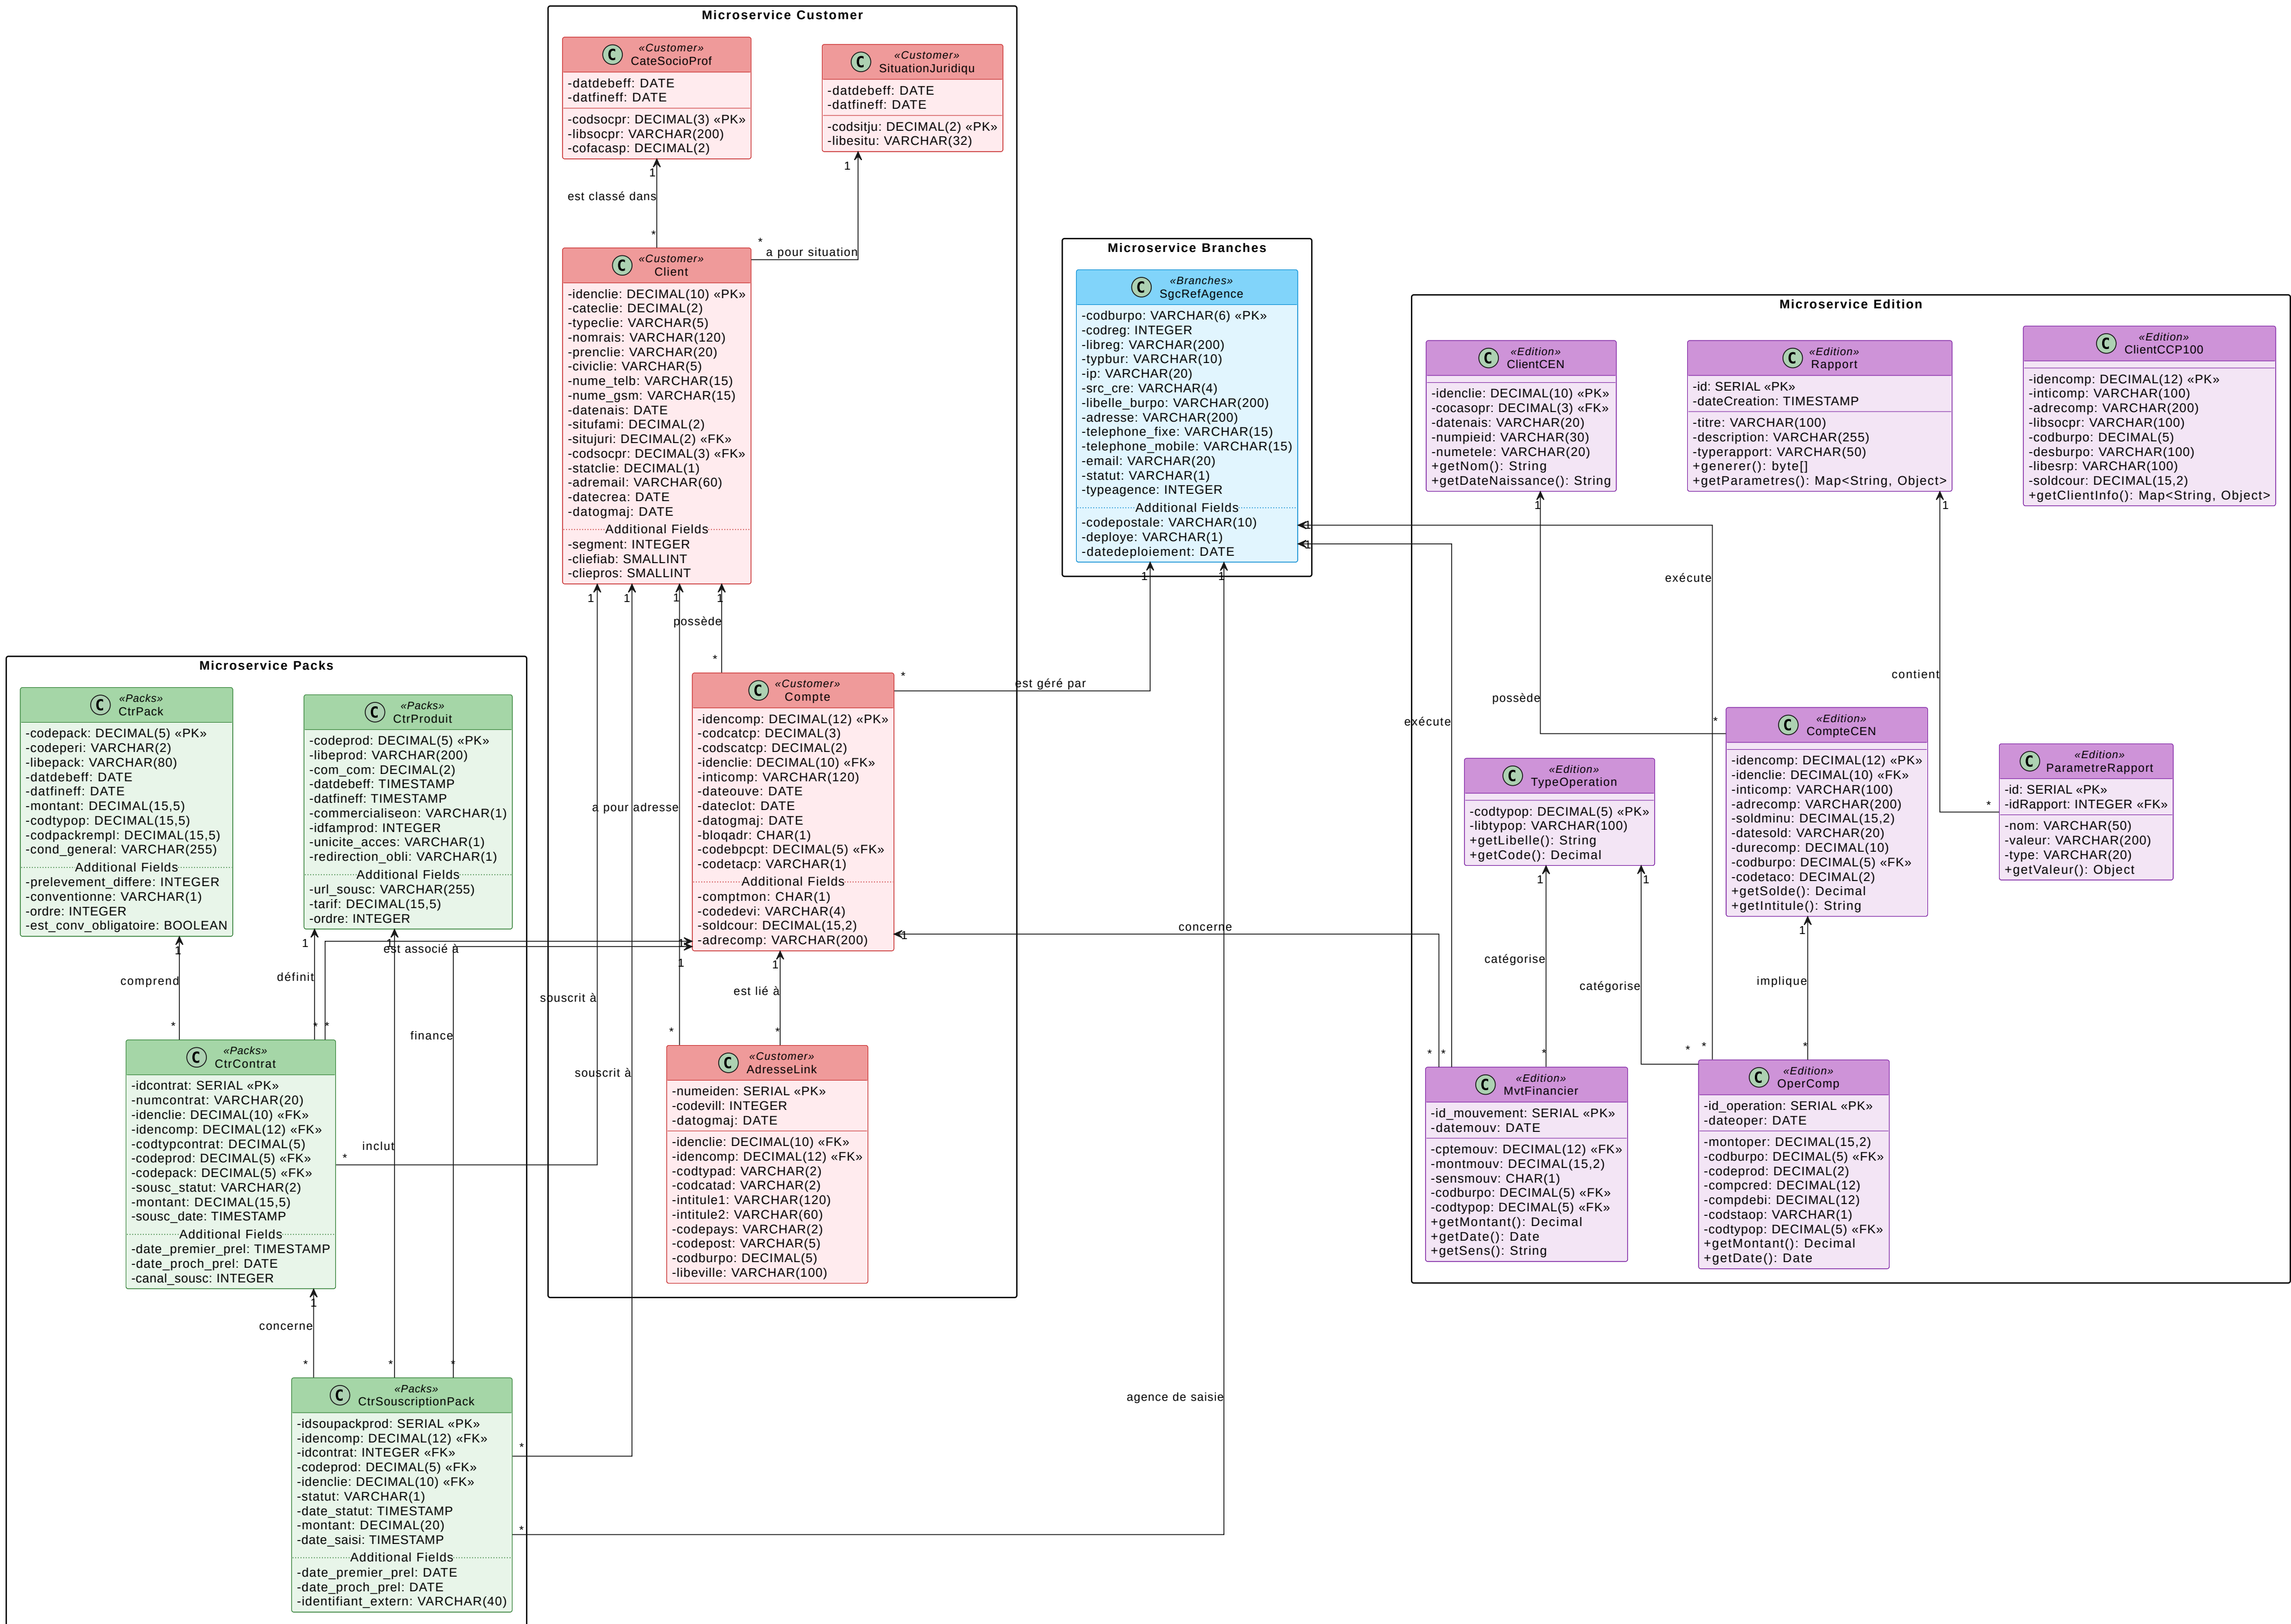 Microservice Customer
«Customer»
CateSocioProf
-datdebeff: DATE
-datfineff: DATE
-codsocpr: DECIMAL(3) «PK»
-libsocpr: VARCHAR(200)
-cofacasp: DECIMAL(2)
«Customer»
SituationJuridiqu
-datdebeff: DATE
-datfineff: DATE
-codsitju: DECIMAL(2) «PK»
-libesitu: VARCHAR(32)
1
est classé dans
*
1
*
a pour situation
«Customer»
Client
-idenclie: DECIMAL(10) «PK»
-cateclie: DECIMAL(2)
-typeclie: VARCHAR(5)
-nomrais: VARCHAR(120)
-prenclie: VARCHAR(20)
-civiclie: VARCHAR(5)
-nume_telb: VARCHAR(15)
-nume_gsm: VARCHAR(15)
-datenais: DATE
-situfami: DECIMAL(2)
-situjuri: DECIMAL(2) «FK»
-codsocpr: DECIMAL(3) «FK»
-statclie: DECIMAL(1)
-adremail: VARCHAR(60)
-datecrea: DATE
-datogmaj: DATE
Additional Fields
-segment: INTEGER
-cliefiab: SMALLINT
-cliepros: SMALLINT
1
1
1
1
possède
*
a pour adresse
souscrit à
souscrit à
«Customer»
Compte
-idencomp: DECIMAL(12) «PK»
-codcatcp: DECIMAL(3)
-codscatcp: DECIMAL(2)
-idenclie: DECIMAL(10) «FK»
-inticomp: VARCHAR(120)
-dateouve: DATE
-dateclot: DATE
-datogmaj: DATE
-bloqadr: CHAR(1)
-codebpcpt: DECIMAL(5) «FK»
-codetacp: VARCHAR(1)
Additional Fields
-comptmon: CHAR(1)
-codedevi: VARCHAR(4)
-soldcour: DECIMAL(15,2)
-adrecomp: VARCHAR(200)
*
est géré par
1
1
1
1
est lié à
*
*
«Customer»
AdresseLink
-numeiden: SERIAL «PK»
-codevill: INTEGER
-datogmaj: DATE
-idenclie: DECIMAL(10) «FK»
-idencomp: DECIMAL(12) «FK»
-codtypad: VARCHAR(2)
-codcatad: VARCHAR(2)
-intitule1: VARCHAR(120)
-intitule2: VARCHAR(60)
-codepays: VARCHAR(2)
-codepost: VARCHAR(5)
-codburpo: DECIMAL(5)
-libeville: VARCHAR(100)
Microservice Branches
«Branches»
SgcRefAgence
-codburpo: VARCHAR(6) «PK»
-codreg: INTEGER
-libreg: VARCHAR(200)
-typbur: VARCHAR(10)
-ip: VARCHAR(20)
-src_cre: VARCHAR(4)
-libelle_burpo: VARCHAR(200)
-adresse: VARCHAR(200)
-telephone_fixe: VARCHAR(15)
-telephone_mobile: VARCHAR(15)
-email: VARCHAR(20)
-statut: VARCHAR(1)
-typeagence: INTEGER
Additional Fields
-codepostale: VARCHAR(10)
-deploye: VARCHAR(1)
-datedeploiement: DATE
1
1
1
1
exécute
exécute
concerne
agence de saisie
Microservice Edition
«Edition»
ClientCEN
-idenclie: DECIMAL(10) «PK»
-cocasopr: DECIMAL(3) «FK»
-datenais: VARCHAR(20)
-numpieid: VARCHAR(30)
-numetele: VARCHAR(20)
+getNom(): String
+getDateNaissance(): String
«Edition»
Rapport
-id: SERIAL «PK»
-dateCreation: TIMESTAMP
-titre: VARCHAR(100)
-description: VARCHAR(255)
-typerapport: VARCHAR(50)
+generer(): byte[]
+getParametres(): Map<String, Object>
«Edition»
ClientCCP100
-idencomp: DECIMAL(12) «PK»
-inticomp: VARCHAR(100)
-adrecomp: VARCHAR(200)
-libsocpr: VARCHAR(100)
-codburpo: DECIMAL(5)
-desburpo: VARCHAR(100)
-libesrp: VARCHAR(100)
-soldcour: DECIMAL(15,2)
+getClientInfo(): Map<String, Object>
1
possède
*
1
contient
*
«Edition»
TypeOperation
-codtypop: DECIMAL(5) «PK»
-libtypop: VARCHAR(100)
+getLibelle(): String
+getCode(): Decimal
«Edition»
CompteCEN
-idencomp: DECIMAL(12) «PK»
-idenclie: DECIMAL(10) «FK»
-inticomp: VARCHAR(100)
-adrecomp: VARCHAR(200)
-soldminu: DECIMAL(15,2)
-datesold: VARCHAR(20)
-durecomp: DECIMAL(10)
-codburpo: DECIMAL(5) «FK»
-codetaco: DECIMAL(2)
+getSolde(): Decimal
+getIntitule(): String
«Edition»
ParametreRapport
-id: SERIAL «PK»
-idRapport: INTEGER «FK»
-nom: VARCHAR(50)
-valeur: VARCHAR(200)
-type: VARCHAR(20)
+getValeur(): Object
1
1
1
catégorise
catégorise
implique
*
*
*
*
*
*
«Edition»
MvtFinancier
-id_mouvement: SERIAL «PK»
-datemouv: DATE
-cptemouv: DECIMAL(12) «FK»
-montmouv: DECIMAL(15,2)
-sensmouv: CHAR(1)
-codburpo: DECIMAL(5) «FK»
-codtypop: DECIMAL(5) «FK»
+getMontant(): Decimal
+getDate(): Date
+getSens(): String
«Edition»
OperComp
-id_operation: SERIAL «PK»
-dateoper: DATE
-montoper: DECIMAL(15,2)
-codburpo: DECIMAL(5) «FK»
-codeprod: DECIMAL(2)
-compcred: DECIMAL(12)
-compdebi: DECIMAL(12)
-codstaop: VARCHAR(1)
-codtypop: DECIMAL(5) «FK»
+getMontant(): Decimal
+getDate(): Date
Microservice Packs
«Packs»
CtrPack
-codepack: DECIMAL(5) «PK»
-codeperi: VARCHAR(2)
-libepack: VARCHAR(80)
-datdebeff: DATE
-datfineff: DATE
-montant: DECIMAL(15,5)
-codtypop: DECIMAL(15,5)
-codpackrempl: DECIMAL(15,5)
-cond_general: VARCHAR(255)
Additional Fields
-prelevement_differe: INTEGER
-conventionne: VARCHAR(1)
-ordre: INTEGER
-est_conv_obligatoire: BOOLEAN
«Packs»
CtrProduit
-codeprod: DECIMAL(5) «PK»
-libeprod: VARCHAR(200)
-com_com: DECIMAL(2)
-datdebeff: TIMESTAMP
-datfineff: TIMESTAMP
-commercialiseon: VARCHAR(1)
-idfamprod: INTEGER
-unicite_acces: VARCHAR(1)
-redirection_obli: VARCHAR(1)
Additional Fields
-url_sousc: VARCHAR(255)
-tarif: DECIMAL(15,5)
-ordre: INTEGER
1
1
1
est associé à
comprend
définit
finance
*
*
*
«Packs»
CtrContrat
-idcontrat: SERIAL «PK»
-numcontrat: VARCHAR(20)
-idenclie: DECIMAL(10) «FK»
-idencomp: DECIMAL(12) «FK»
-codtypcontrat: DECIMAL(5)
-codeprod: DECIMAL(5) «FK»
-codepack: DECIMAL(5) «FK»
-sousc_statut: VARCHAR(2)
-montant: DECIMAL(15,5)
-sousc_date: TIMESTAMP
Additional Fields
-date_premier_prel: TIMESTAMP
-date_proch_prel: DATE
-canal_sousc: INTEGER
*
inclut
1
concerne
*
*
*
«Packs»
CtrSouscriptionPack
-idsoupackprod: SERIAL «PK»
-idencomp: DECIMAL(12) «FK»
-idcontrat: INTEGER «FK»
-codeprod: DECIMAL(5) «FK»
-idenclie: DECIMAL(10) «FK»
-statut: VARCHAR(1)
-date_statut: TIMESTAMP
-montant: DECIMAL(20)
-date_saisi: TIMESTAMP
Additional Fields
-date_premier_prel: DATE
-date_proch_prel: DATE
-identifiant_extern: VARCHAR(40)
*
*